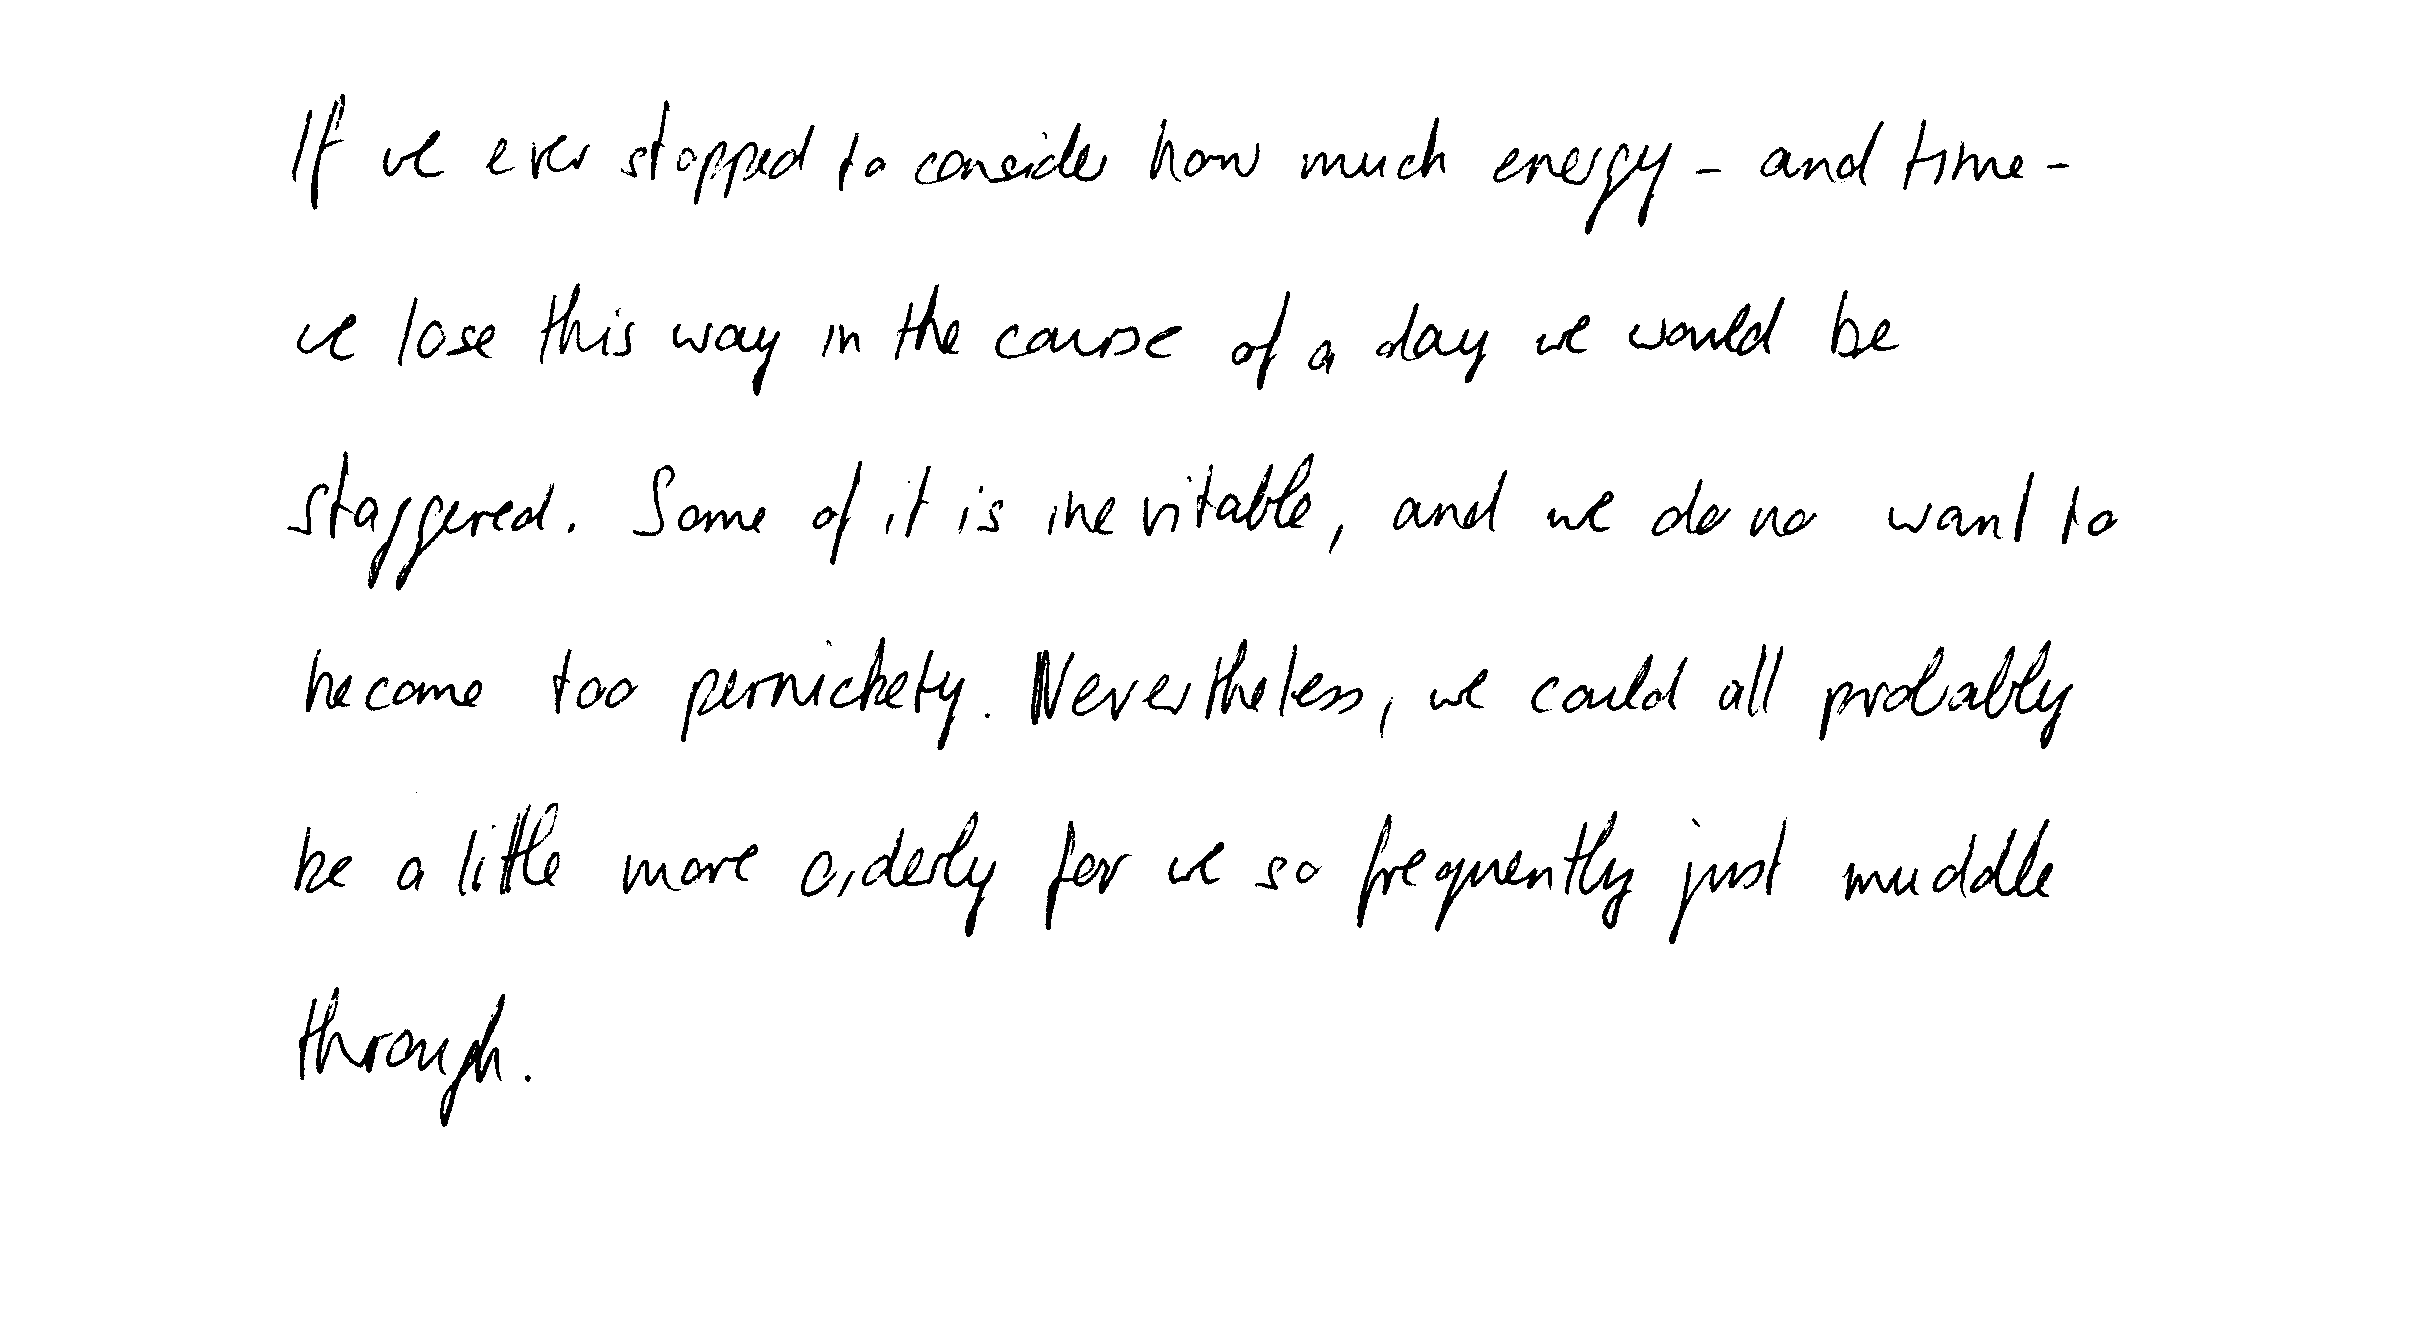 If we ever stopped to consider how much energy - and time -
we lose this way in the course of a day we would be
staggered. Some of it is inevitable, and we do no want to
become too pernickety. Nevertheless, we could all probably
be a little more orderly for we so frequently just muddle
through.